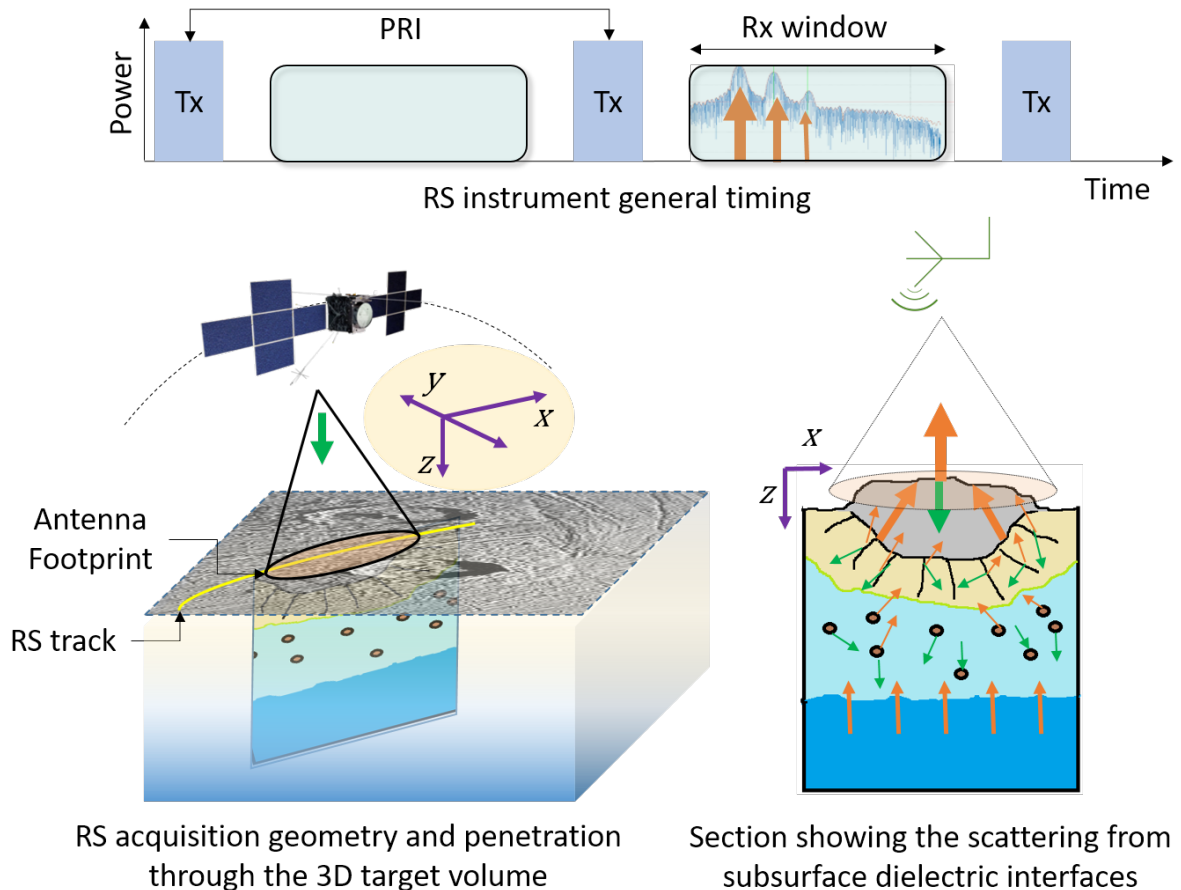 PRI
Rx window
Power
Tx
Tx
Tx
Time
RS instrument general timing
y
x
z
x
z
Antenna
Footprint
RS track
RS acquisition geometry and penetration
through the 3D target volume
Section showing the scattering from
subsurface dielectric interfaces